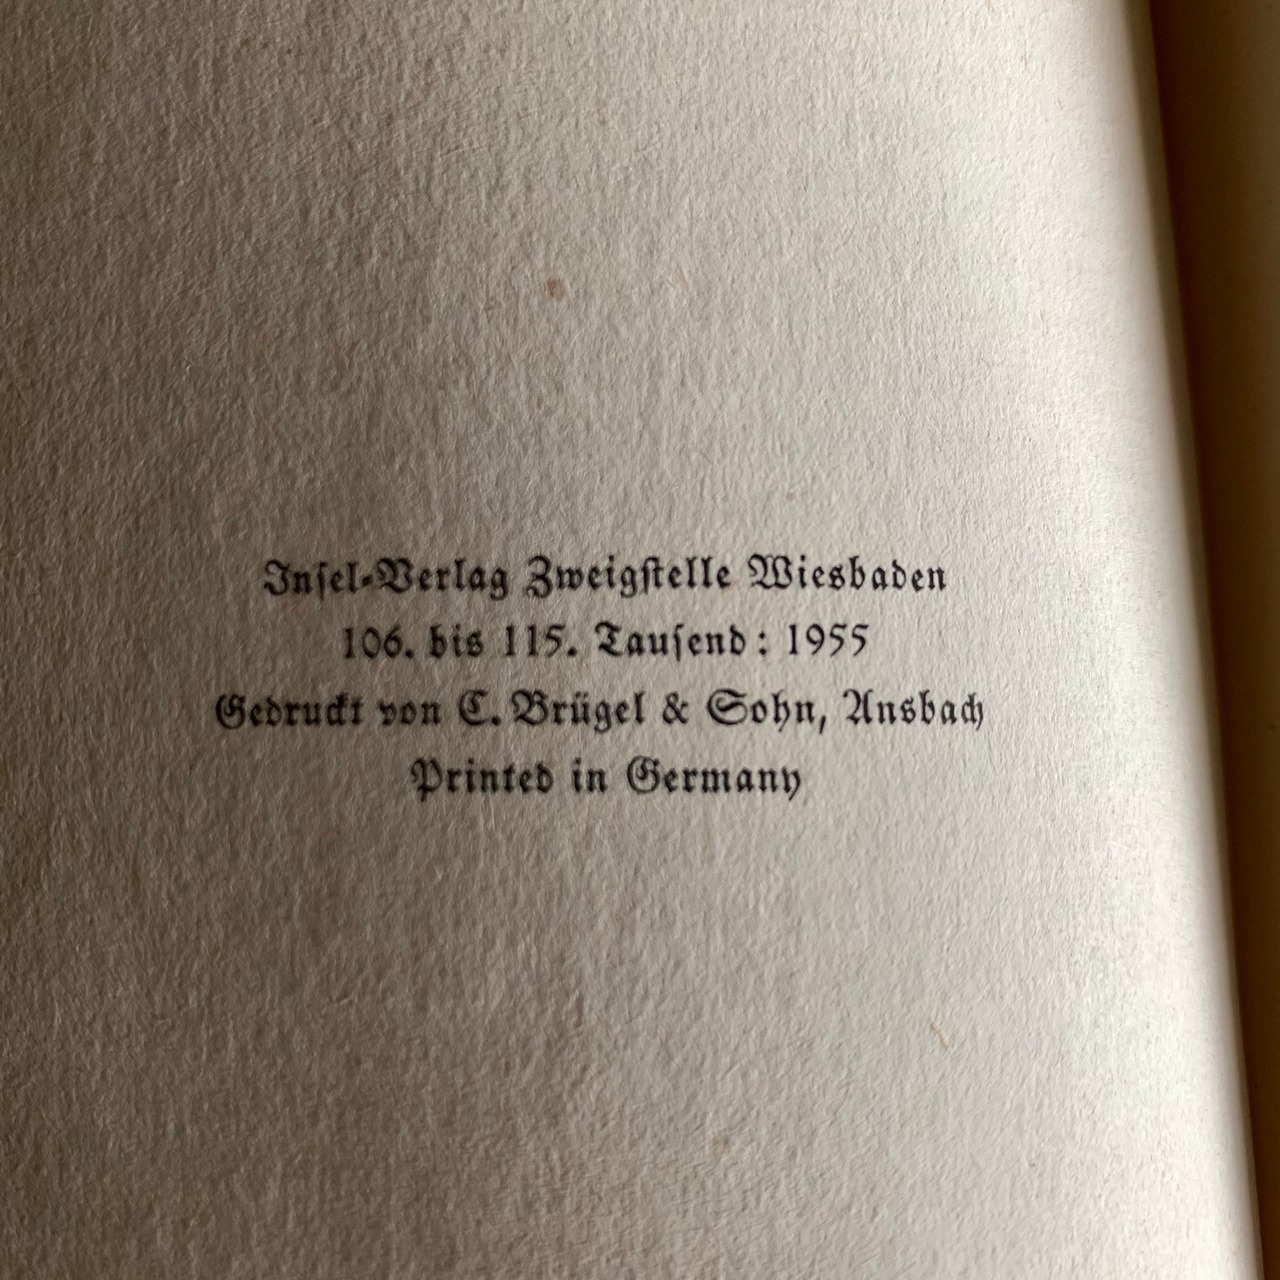 Insel-Verlag Zweigstelle Wiesbaden
106. bis 115. Tausend: 1955
Gedruckt von C. Brügel & Sohn, Ansbach
Printed in Germany